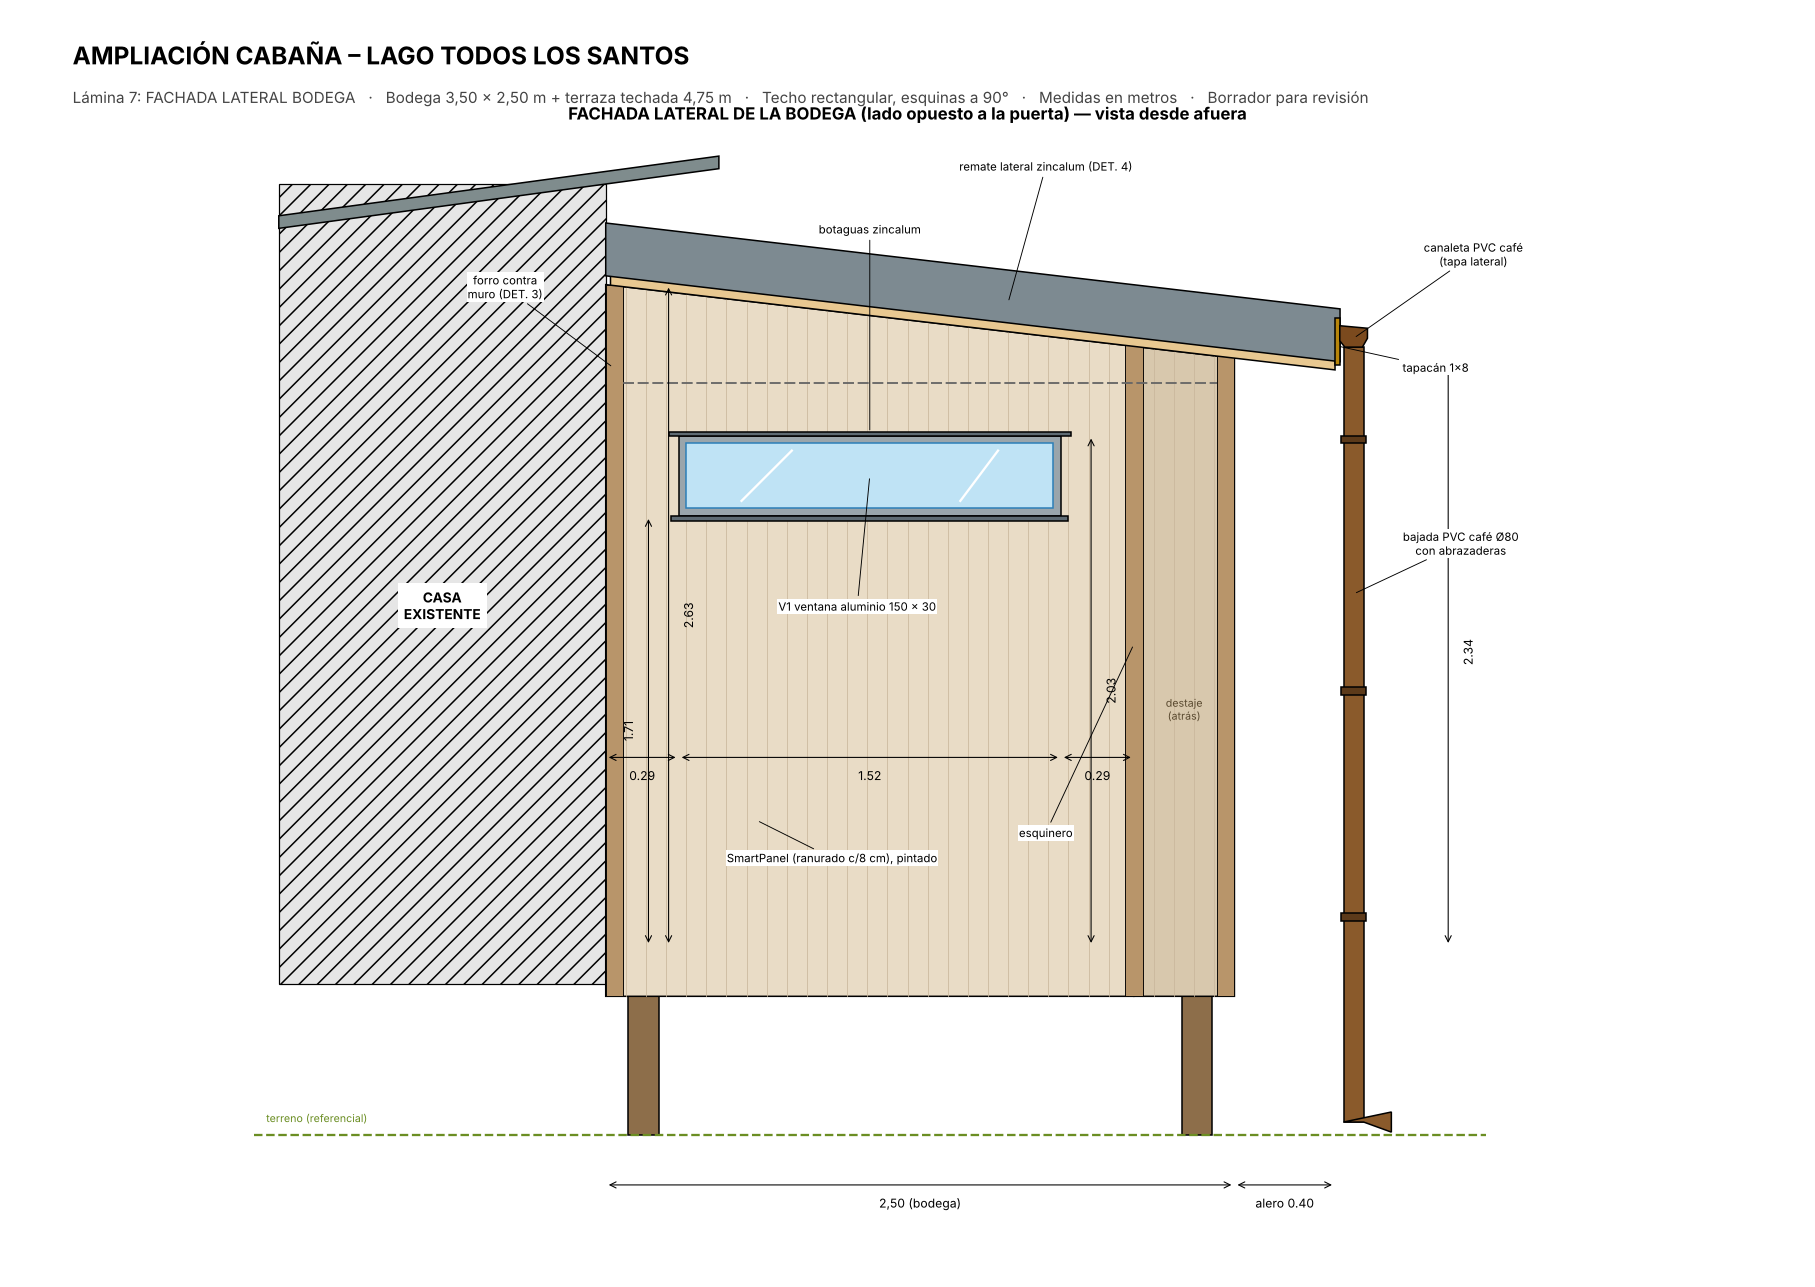 AMPLIACIÓN CABAÑA – LAGO TODOS LOS SANTOS
Lámina 7: FACHADA LATERAL BODEGA · Bodega 3,50 × 2,50 m + terraza techada 4,75 m · Techo rectangular, esquinas a 90° · Medidas en metros · Borrador para revisión
FACHADA LATERAL DE LA BODEGA (lado opuesto a la puerta) — vista desde afuera
remate lateral zincalum (DET. 4)
botaguas zincalum
canaleta PVC café
(tapa lateral)
forro contra
muro (DET. 3)
tapacán 1×8
bajada PVC café Ø80
con abrazaderas
CASA
EXISTENTE
V1 ventana aluminio 150 × 30
2.63
2.34
2.03
destaje
(atrás)
1.71
0.29
1.52
0.29
esquinero
SmartPanel (ranurado c/8 cm), pintado
terreno (referencial)
2,50 (bodega)
alero 0.40